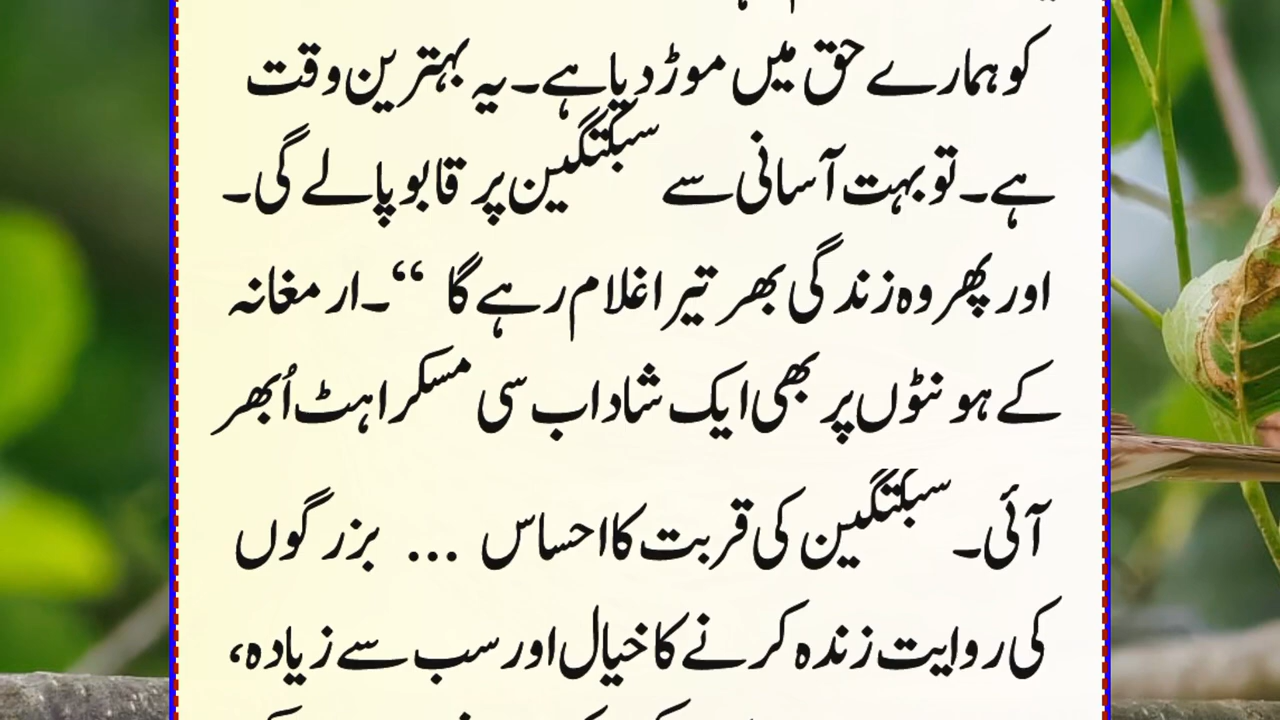 کو ہمارے حق میں موڑ دیا ہے۔ یہ بہترین وقت
ہے۔ تو بہت آسانی سے سبکتگین پر قابو پا لے گی۔
اور پھر وہ زندگی بھر تیرا غلام رہے گا “۔ ارمغانہ
کے ہونٹوں پر بھی ایک شاداب سی مسکراہٹ اُبھر
آئی۔ سبکتگین کی قربت کا احساس ... بزرگوں
کی روایت زندہ کرنے کا خیال اور سب سے زیادہ،